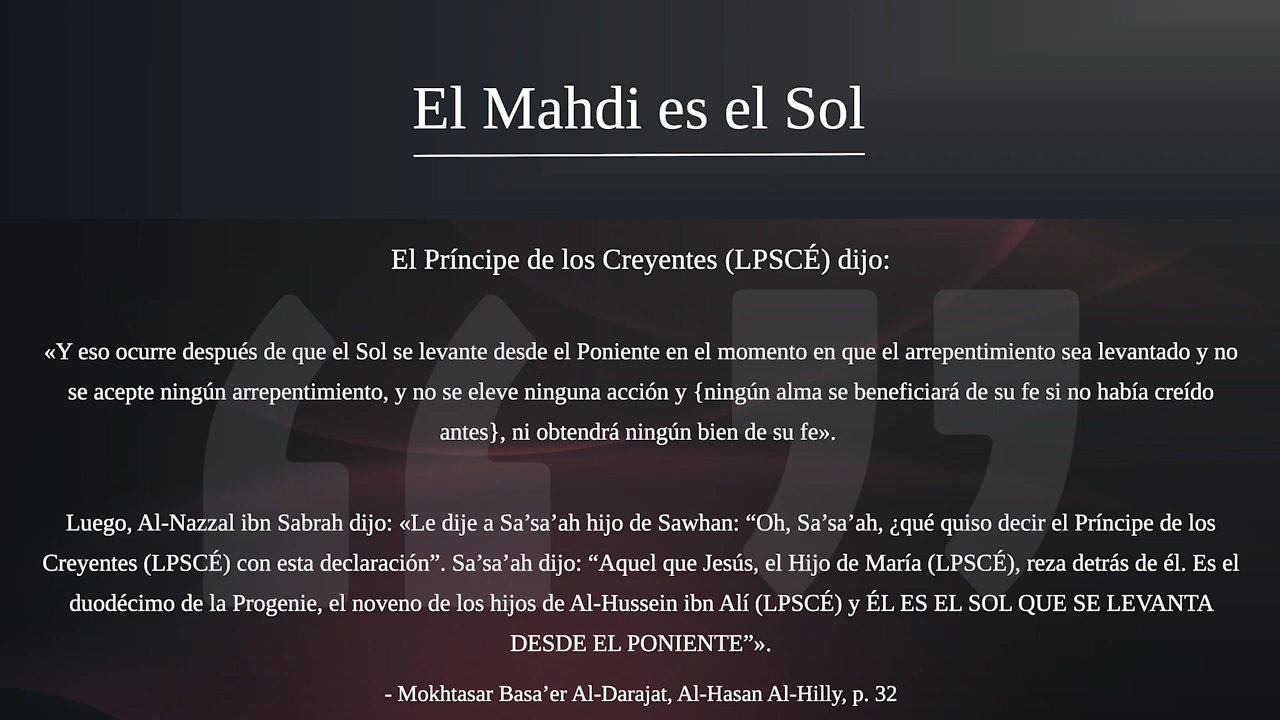 El Mahdi es el Sol
El Príncipe de los Creyentes (LPSCÉ) dijo:
«Y eso ocurre después de que el Sol se levante desde el Poniente en el momento en que el arrepentimiento sea levantado y no
se acepte ningún arrepentimiento, y no se eleve ninguna acción y {ningún alma se beneficiará de su fe si no había creído
antes}, ni obtendrá ningún bien de su fe».
Luego, Al-Nazzal ibn Sabrah dijo: «Le dije a Sa’sa’ah hijo de Sawhan: “Oh, Sa’sa’ah, ¿qué quiso decir el Príncipe de los
Creyentes (LPSCÉ) con esta declaración”. Sa’sa’ah dijo: “Aquel que Jesús, el Hijo de María (LPSCÉ), reza detrás de él. Es el
duodécimo de la Progenie, el noveno de los hijos de Al-Hussein ibn Alí (LPSCÉ) y ÉL ES EL SOL QUE SE LEVANTA
DESDE EL PONIENTE”».
- Mokhtasar Basa’er Al-Darajat, Al-Hasan Al-Hilly, p. 32